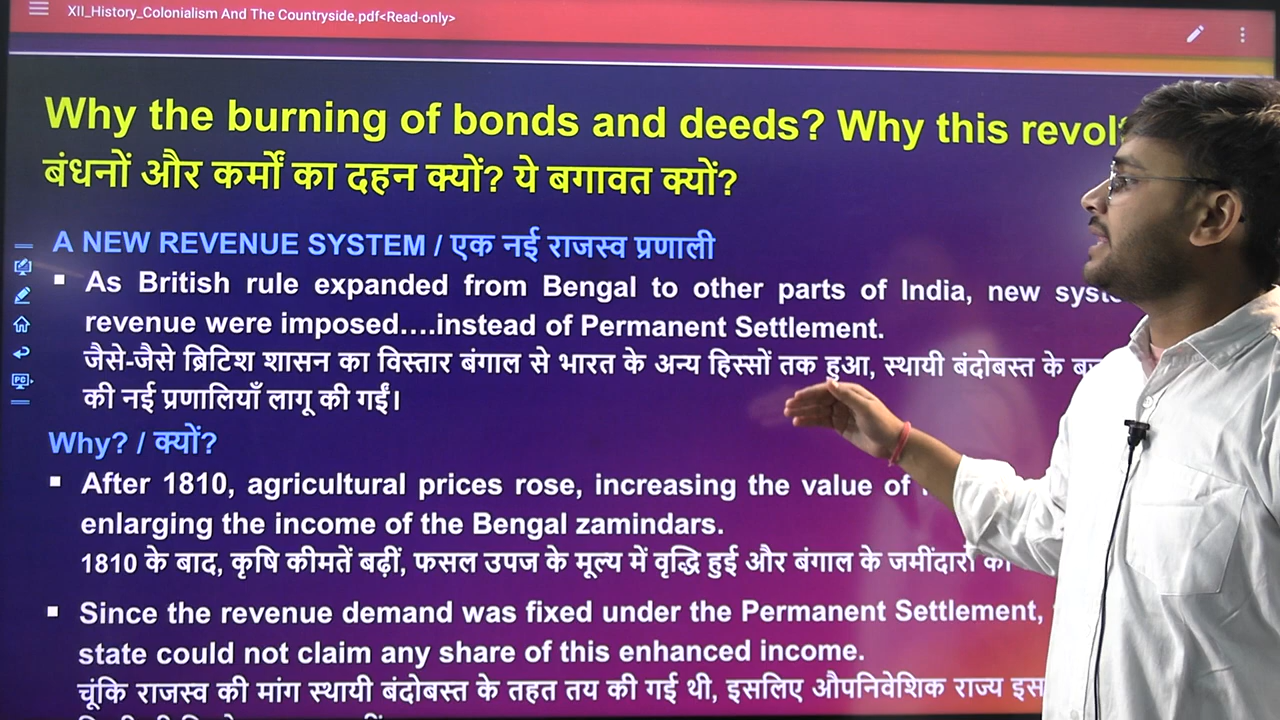 XII_History_Colonialism And The Countryside.pdf<Read-only>
Why the burning of bonds and deeds? Why this revolt
बंधनों और कर्मों का दहन क्यों? ये बगावत क्यों?
A NEW REVENUE SYSTEM / एक नई राजस्व प्रणाली
▪ As British rule expanded from Bengal to other parts of India, new
revenue were imposed....instead of Permanent Settlement.
जैसे-जैसे ब्रिटिश शासन का विस्तार बंगाल से भारत के अन्य हिस्सों तक हुआ, स्थायी बंदोबस्त के
की नई प्रणालियाँ लागू की गईं।
Why? / क्यों?
▪ After 1810, agricultural prices rose, increasing the value of
enlarging the income of the Bengal zamindars.
1810 के बाद, कृषि कीमतें बढ़ीं, फसल उपज के मूल्य में वृद्धि हुई और बंगाल के जमींदारों
▪ Since the revenue demand was fixed under the Permanent Settlement,
state could not claim any share of this enhanced income.
चूंकि राजस्व की मांग स्थायी बंदोबस्त के तहत तय की गई थी, इसलिए औपनिवेशिक राज्य इस
PC